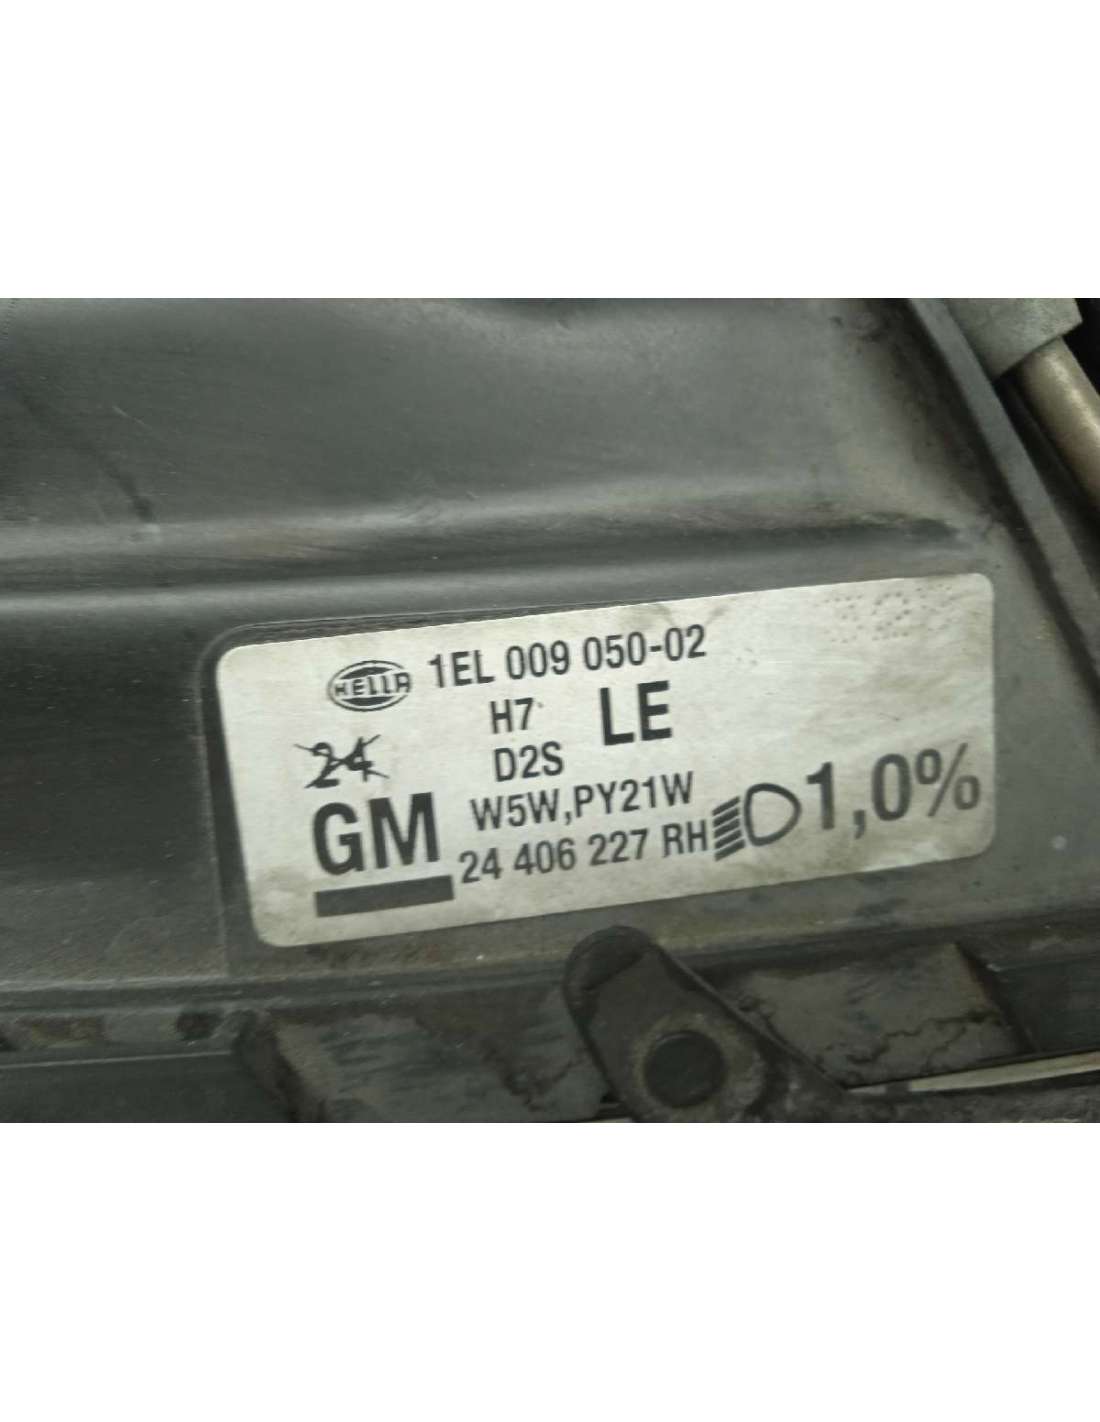 HELLA 1EL 009 050-02
H7 LE
D2S
24
W5W,PY21W
GM 24 406 227 RH 1,0%